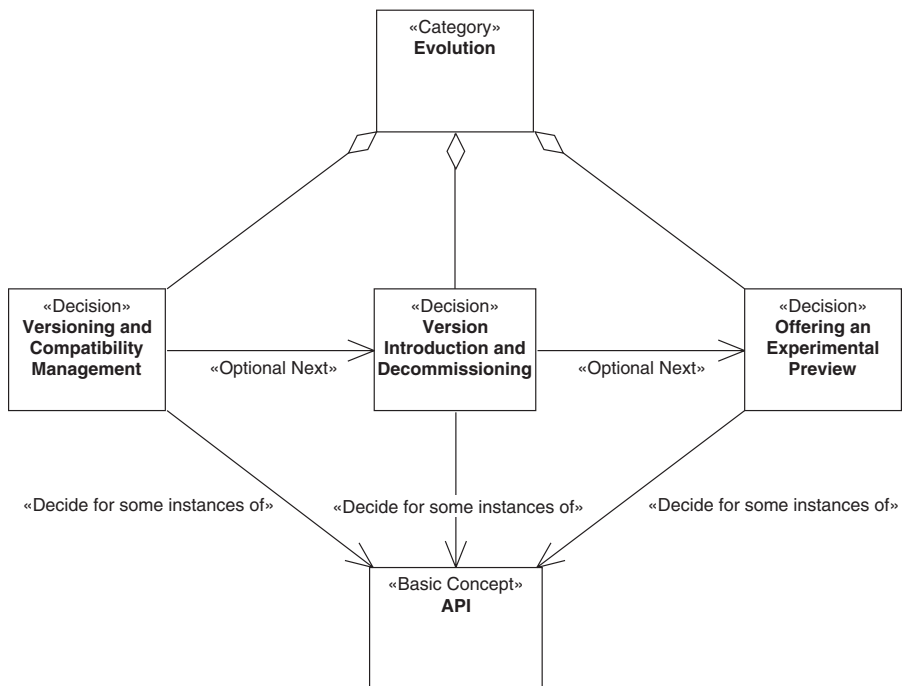 «Category»
Evolution
«Decision»
Versioning and
Compatibility
Management
«Optional Next»
«Decision»
Version
Introduction and
Decommissioning
«Optional Next»
«Decision»
Offering an
Experimental
Preview
«Decide for some instances of»
«Decide for some instances of»
«Decide for some instances of»
«Basic Concept»
API